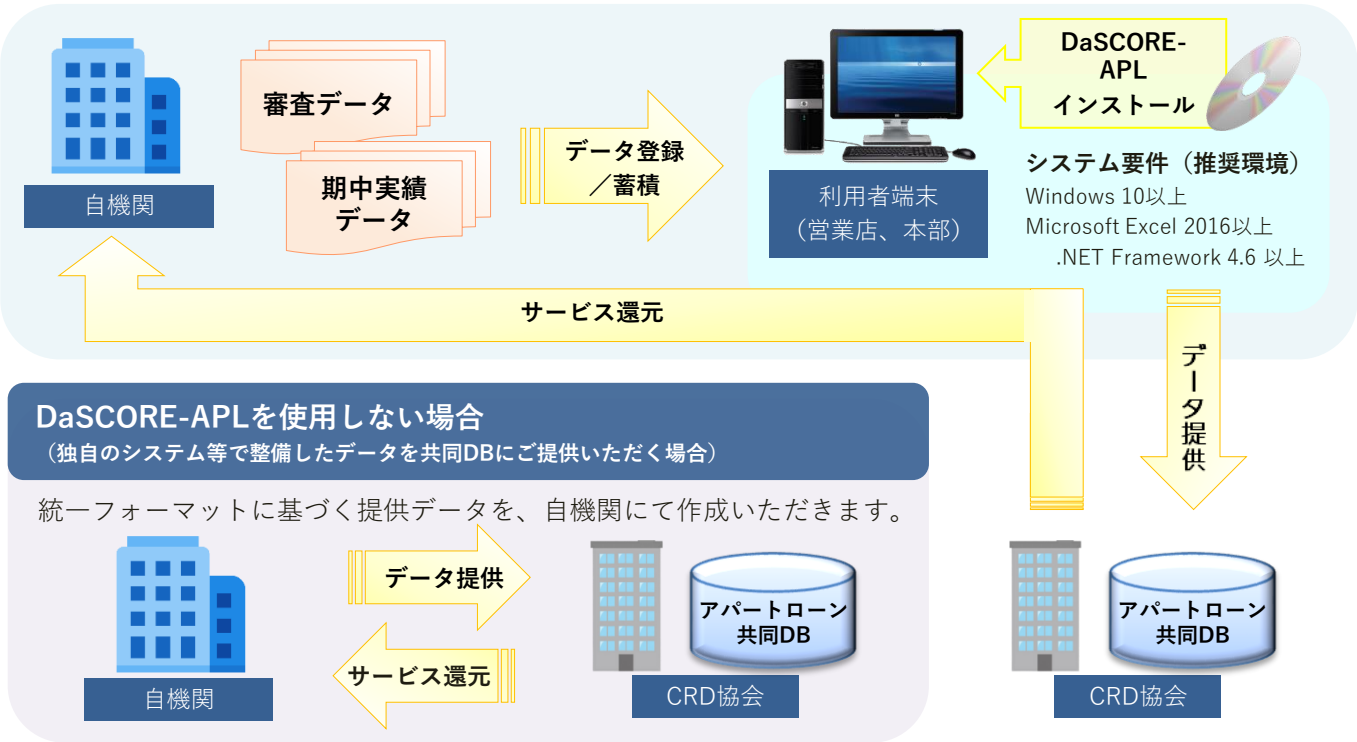 審査データ
期中実績
データ
自機関
データ登録
／蓄積
利用者端末
（営業店、本部）
DaSCORE-
APL
インストール
システム要件（推奨環境）
Windows 10以上
Microsoft Excel 2016以上
.NET Framework 4.6 以上
サービス還元
データ提供
DaSCORE-APLを使用しない場合
（独自のシステム等で整備したデータを共同DBにご提供いただく場合）
統一フォーマットに基づく提供データを、自機関にて作成いただきます。
データ提供
サービス還元
自機関
アパートローン
共同DB
CRD協会
アパートローン
共同DB
CRD協会